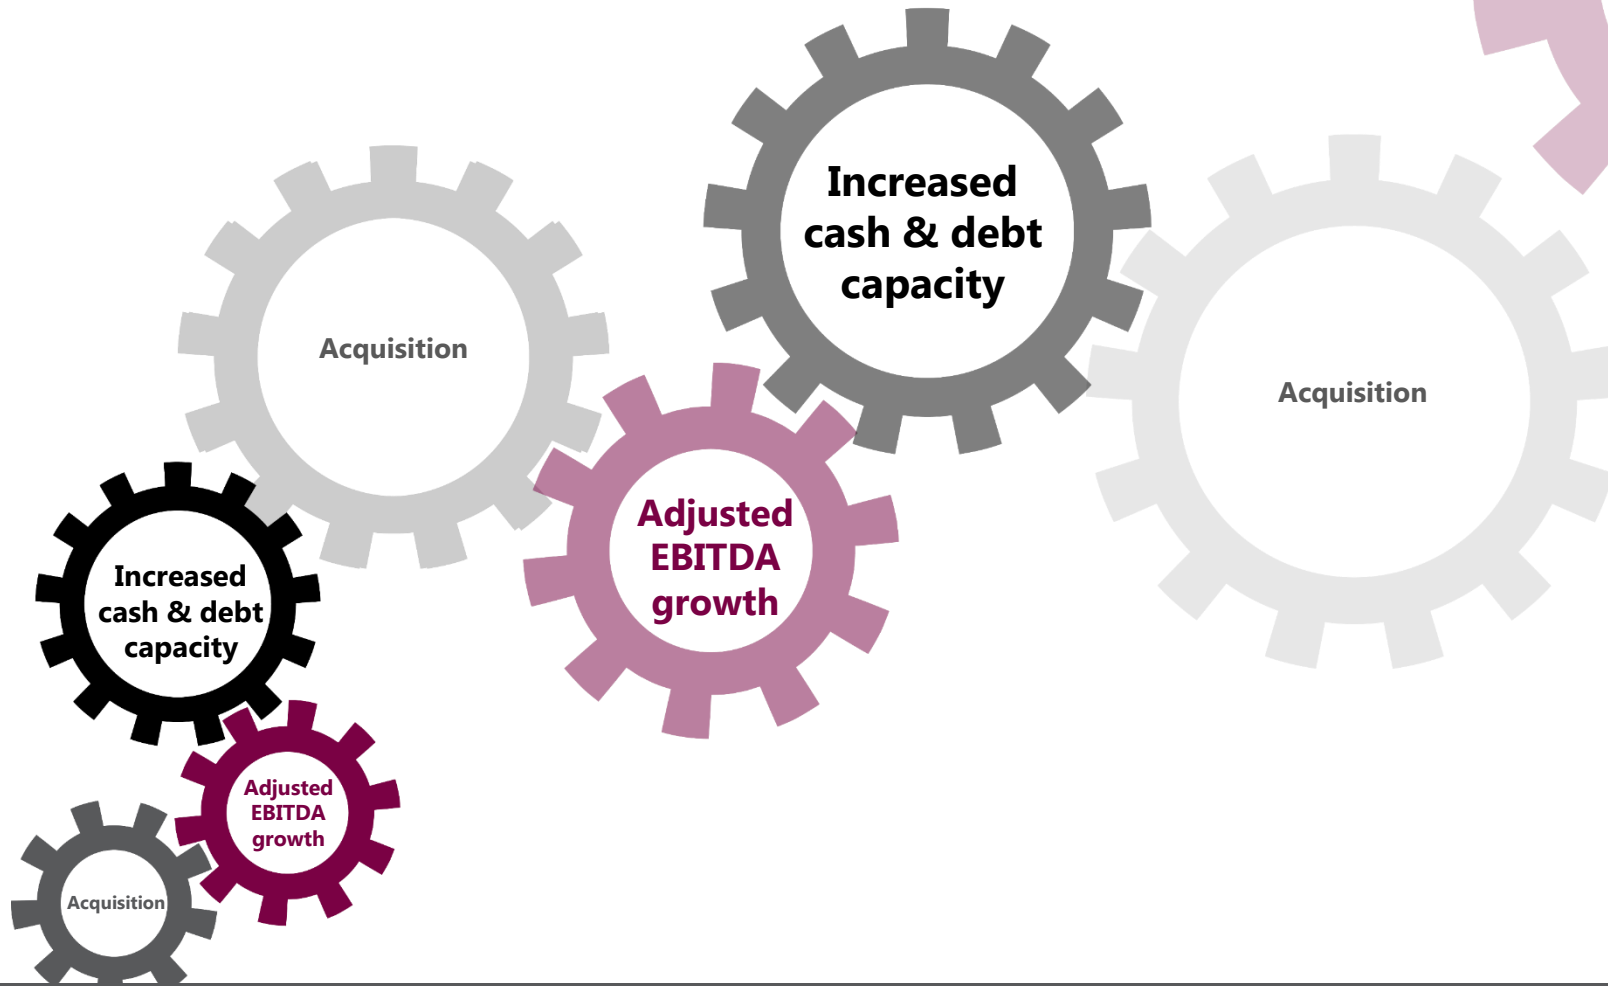 Increased
cash & debt
capacity
Acquisition
Acquisition
Adjusted
EBITDA
growth
Increased
cash & debt
capacity
Adjusted
EBITDA
growth
Acquisition